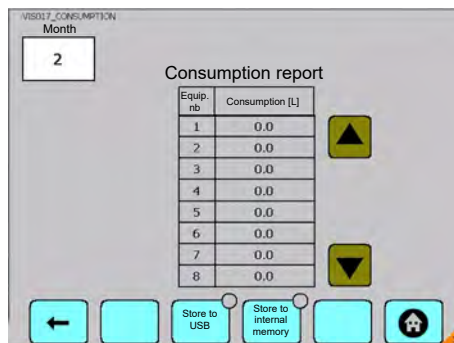 VIS017_CONSUMPTION
Month
2
Consumption report
Equip.
nb
Consumption [L]
1 0.0
2 0.0
3 0.0
4 0.0
5 0.0
6 0.0
7 0.0
8 0.0
Store to
USB
Store to
internal
memory